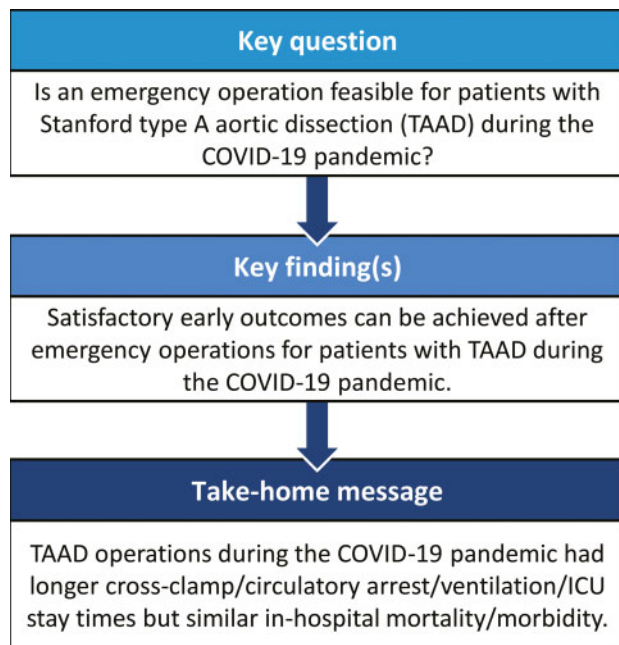 Key question
Is an emergency operation feasible for patients with
Stanford type A aortic dissection (TAAD) during the
COVID-19 pandemic?
Key finding(s)
Satisfactory early outcomes can be achieved after
emergency operations for patients with TAAD during
the COVID-19 pandemic.
Take-home message
TAAD operations during the COVID-19 pandemic had
longer cross-clamp/circulatory arrest/ventilation/ICU
stay times but similar in-hospital mortality/morbidity.